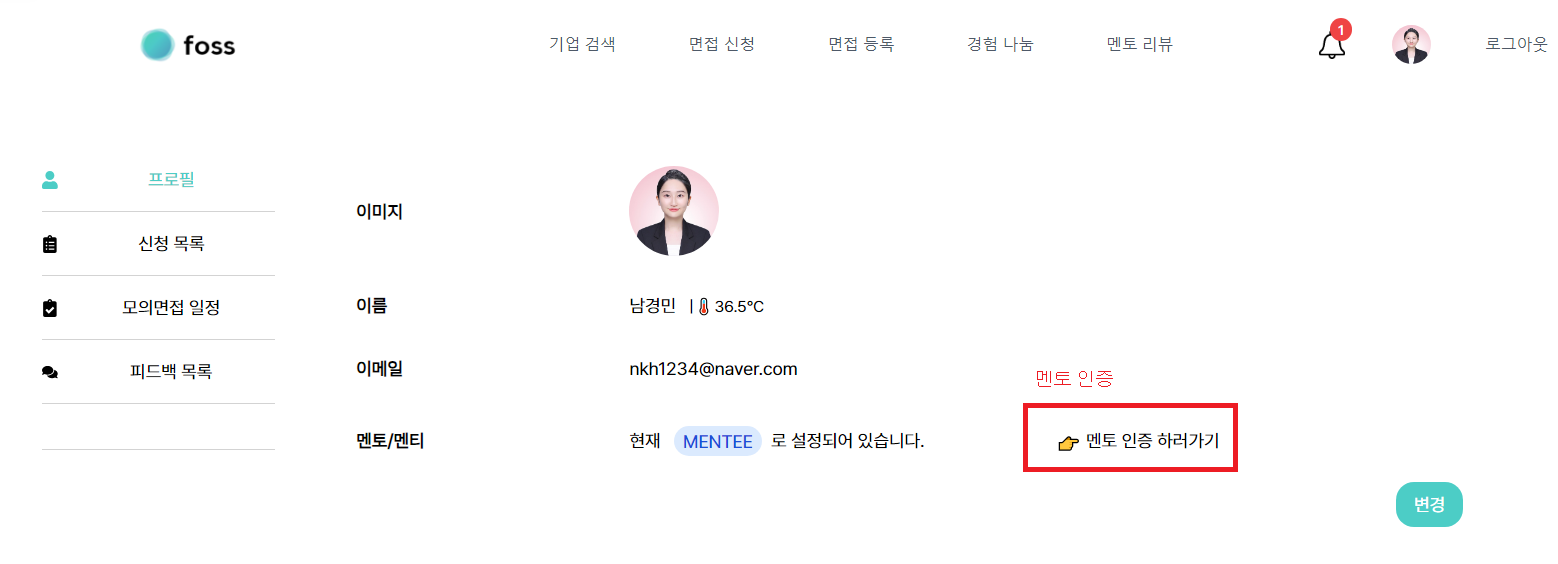 foss 기업 검색 면접 신청 면접 등록 경험 나눔 멘토 리뷰 1 로그아웃
프로필
신청 목록
모의면접 일정
피드백 목록
이미지
이름 남경민 | 36.5°C
이메일 nkh1234@naver.com
멘토 인증
멘토/멘티 현재 MENTEE 로 설정되어 있습니다. 멘토 인증 하러가기
변경